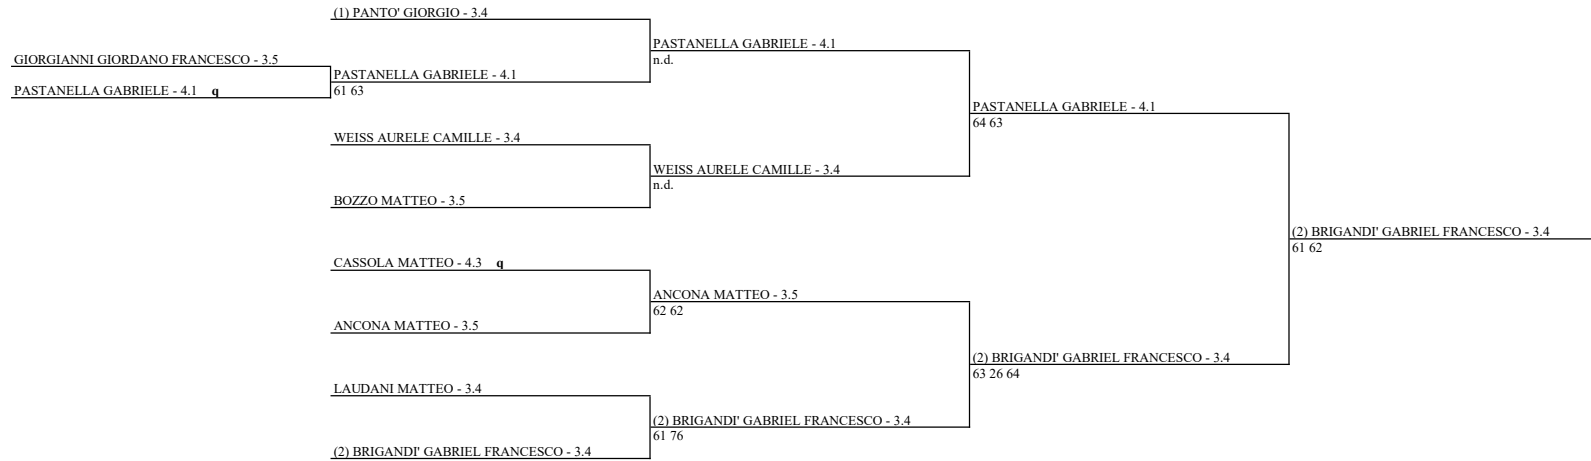 (1) PANTO' GIORGIO - 3.4
PASTANELLA GABRIELE - 4.1
n.d.
GIORGIANNI GIORDANO FRANCESCO - 3.5
PASTANELLA GABRIELE - 4.1
61 63
PASTANELLA GABRIELE - 4.1 q
PASTANELLA GABRIELE - 4.1
64 63
WEISS AURELE CAMILLE - 3.4
WEISS AURELE CAMILLE - 3.4
n.d.
BOZZO MATTEO - 3.5
(2) BRIGANDI' GABRIEL FRANCESCO - 3.4
61 62
CASSOLA MATTEO - 4.3 q
ANCONA MATTEO - 3.5
62 62
ANCONA MATTEO - 3.5
(2) BRIGANDI' GABRIEL FRANCESCO - 3.4
63 26 64
LAUDANI MATTEO - 3.4
(2) BRIGANDI' GABRIEL FRANCESCO - 3.4
61 76
(2) BRIGANDI' GABRIEL FRANCESCO - 3.4